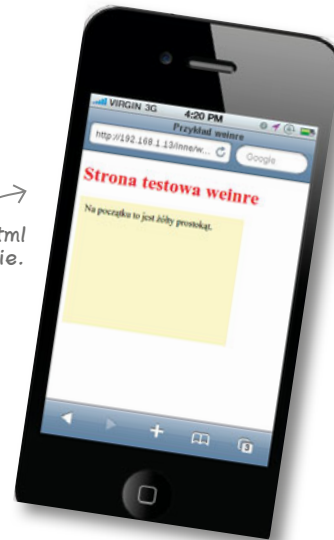 VIRGIN 3G 4:20 PM
Przykład weinre
http://192.168.1.13/inne/w... Google
Strona testowa weinre
Na początku to jest żółty prostokąt.
tml
ie.
3